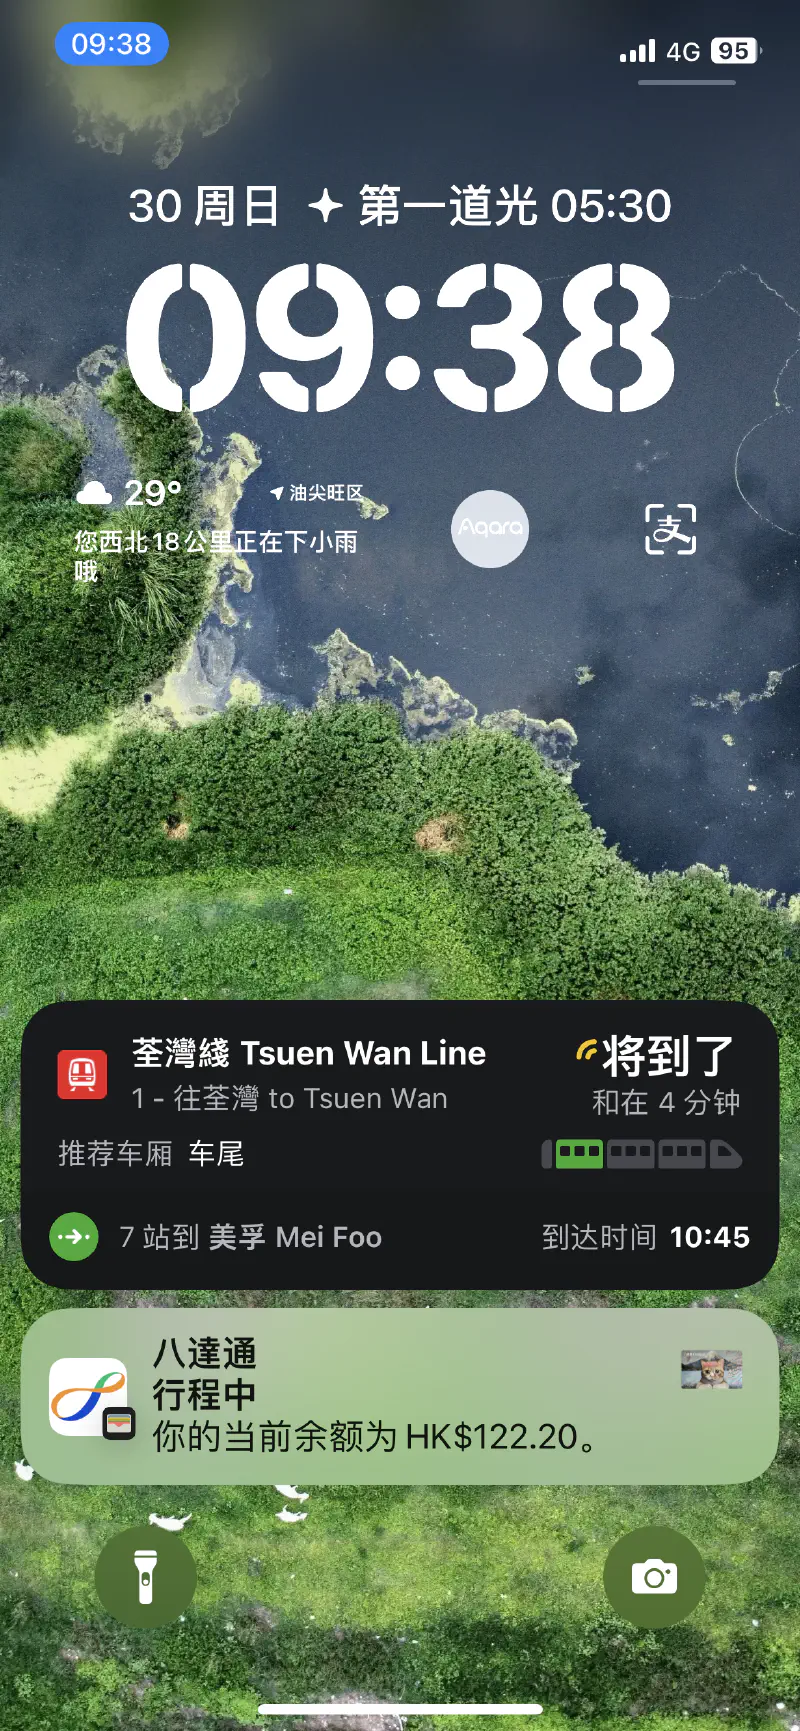 09:38
4G 95
30 周日 第一道光 05:30
09:38
29° 油尖旺区
您西北 18 公里正在下小雨
哦
Aqara
支
荃灣綫 Tsuen Wan Line
将到了
1 - 往荃灣 to Tsuen Wan
和在 4 分钟
推荐车厢 车尾
7 站到 美孚 Mei Foo
到达时间 10:45
八達通
行程中
你的当前余额为 HK$122.20。